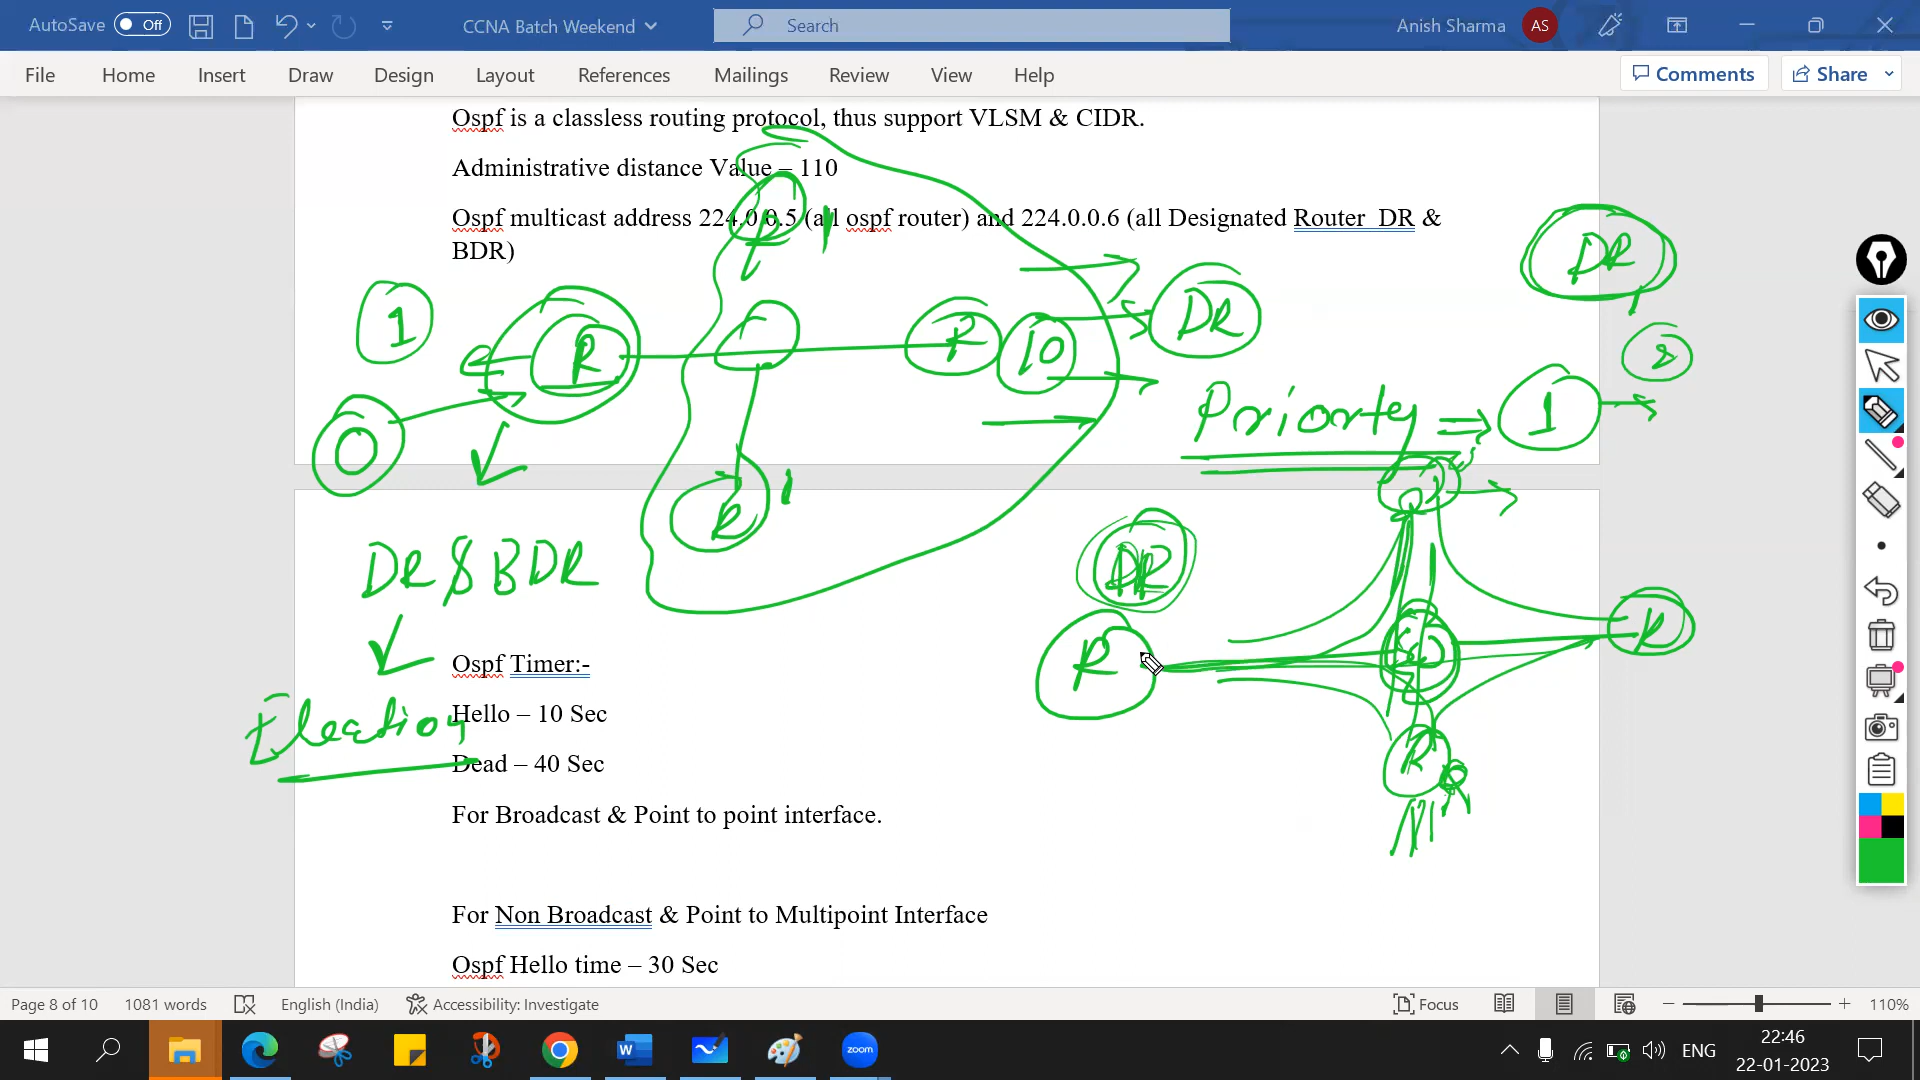 AutoSave Off CCNA Batch Weekend Search Anish Sharma AS
File Home Insert Draw Design Layout References Mailings Review View Help Comments Share
Ospf is a classless routing protocol, thus support VLSM & CIDR.
Administrative distance Value – 110
Ospf multicast address 224.0.0.5 (all ospf router) and 224.0.0.6 (all Designated Router DR &
BDR)
R 1
DR
1 R R 10 DR
2
0 Priorty ⇒ 1
R 1
DR & BDR
DR
R R
Ospf Timer:-
Election
Hello – 10 Sec
R
Dead – 40 Sec
For Broadcast & Point to point interface.
For Non Broadcast & Point to Multipoint Interface
Ospf Hello time – 30 Sec
Page 8 of 10 1081 words English (India) Accessibility: Investigate Focus 110%
zoom ENG 22:46
22-01-2023